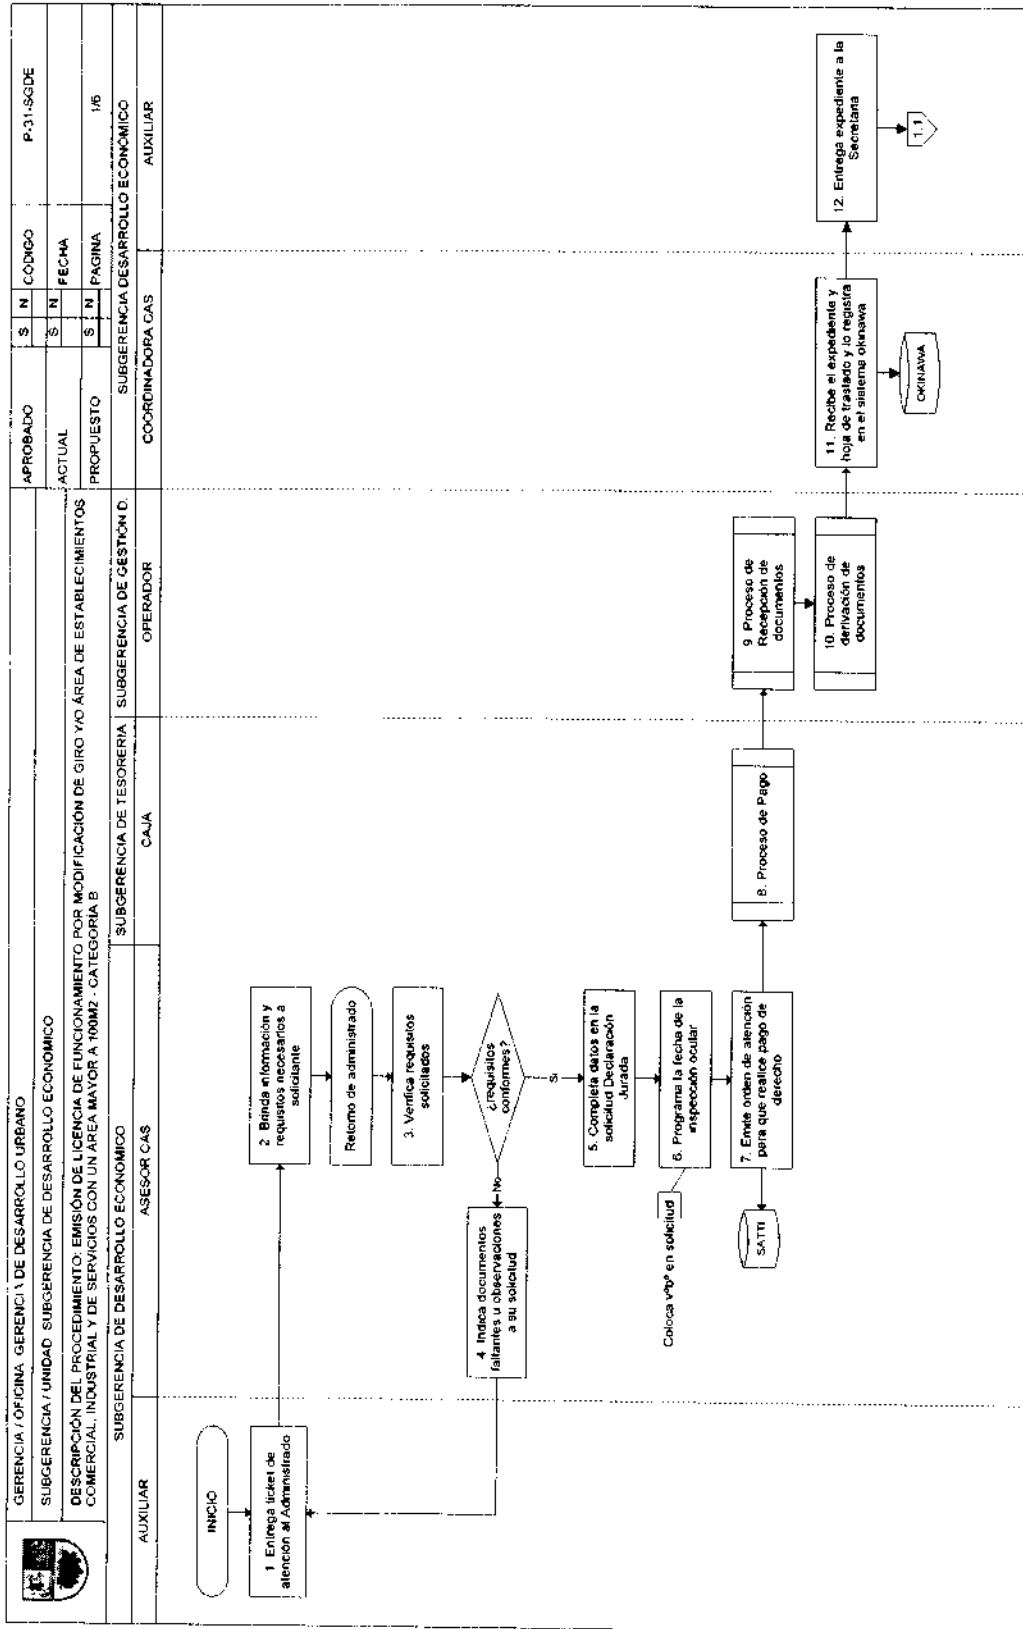 GERENCIA / OFICINA GERENCIA DE DESARROLLO URBANO
SUBGERENCIA / UNIDAD SUBGERENCIA DE DESARROLLO ECONOMICO
DESCRIPCIÓN DEL PROCEDIMIENTO: EMISIÓN DE LICENCIA DE FUNCIONAMIENTO POR MODIFICACIÓN DE GIRO Y/O ÁREA DE ESTABLECIMIENTOS
COMERCIAL, INDUSTRIAL Y DE SERVICIOS CON UN ÁREA MAYOR A 100M2 - CATEGORÍA B
APROBADO S N CÓDIGO P-31-SGDE
ACTUAL S N FECHA
PROPUESTO S N PAGINA 1/6
SUBGERENCIA DE DESARROLLO ECONOMICO
SUBGERENCIA DE TESORERIA
SUBGERENCIA DE GESTIÓN D.
SUBGERENCIA DESARROLLO ECONÓMICO
AUXILIAR
ASESOR CAS
CAJA
OPERADOR
COORDINADORA CAS
AUXILIAR
INICIO
1 Entrega ticket de
atención al Administrado
2 Brinda información y
requisitos necesarios a
solicitante
Retorno de administrado
3. Verifica requisitos
solicitados
¿requisitos
conformes?
No
Si
4 Indica documentos
faltantes u observaciones
a su solicitud
5. Completa datos en la
solicitud Declaración
Jurada
6. Programa la fecha de la
inspección ocular
Coloca vºbº en solicitud
7. Emite orden de atención
para que realice pago de
derecho
SATTI
8. Proceso de Pago
9 Proceso de
Recepción de
documentos
10. Proceso de
derivación de
documentos
11. Recibe el expediente y
hoja de traslado y lo registra
en el sistema okinawa
OKINAWA
12. Entrega expediente a la
Secretaria
1.1